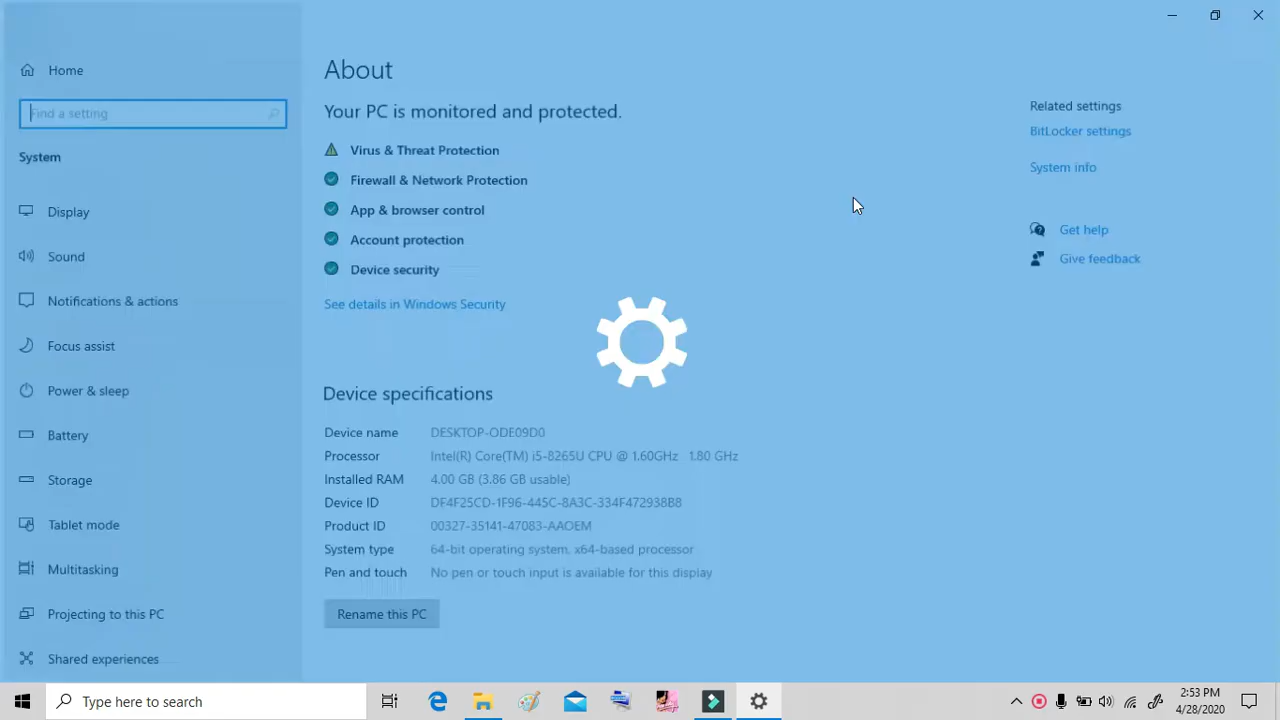 Home
Find a setting
System
Display
Sound
Notifications & actions
Focus assist
Power & sleep
Battery
Storage
Tablet mode
Multitasking
Projecting to this PC
Shared experiences
About
Your PC is monitored and protected.
Virus & Threat Protection
Firewall & Network Protection
App & browser control
Account protection
Device security
See details in Windows Security
Device specifications
Device name DESKTOP-ODE09D0
Processor Intel(R) Core(TM) i5-8265U CPU @ 1.60GHz 1.80 GHz
Installed RAM 4.00 GB (3.86 GB usable)
Device ID DF4F25CD-1F96-445C-8A3C-334F472938B8
Product ID 00327-35141-47083-AAOEM
System type 64-bit operating system, x64-based processor
Pen and touch No pen or touch input is available for this display
Rename this PC
Related settings
BitLocker settings
System info
Get help
Give feedback
Type here to search
2:53 PM
4/28/2020